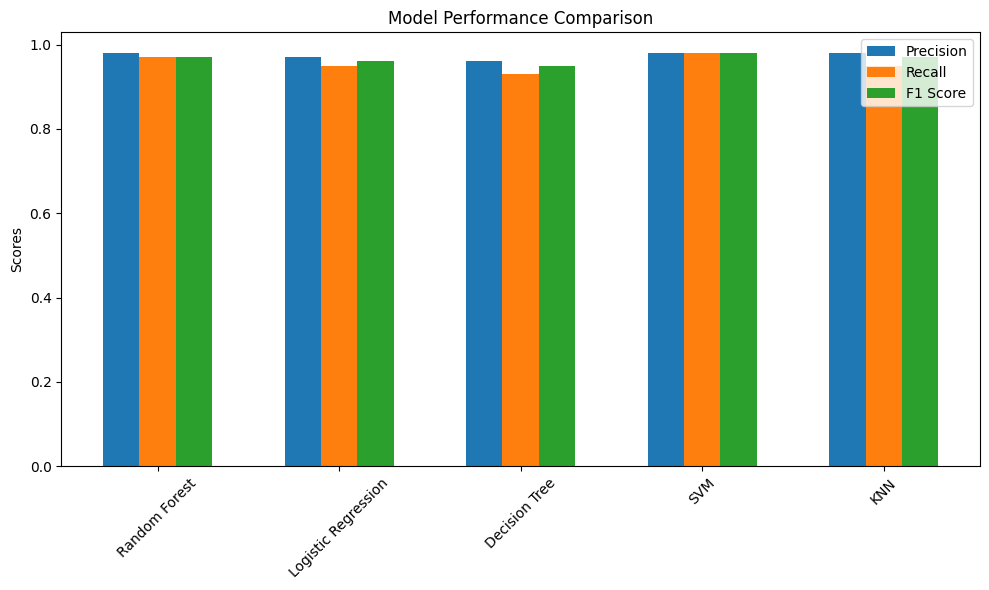 Model Performance Comparison
Precision
Recall
F1 Score
Scores
1.0
0.8
0.6
0.4
0.2
0.0
Random Forest
Logistic Regression
Decision Tree
SVM
KNN